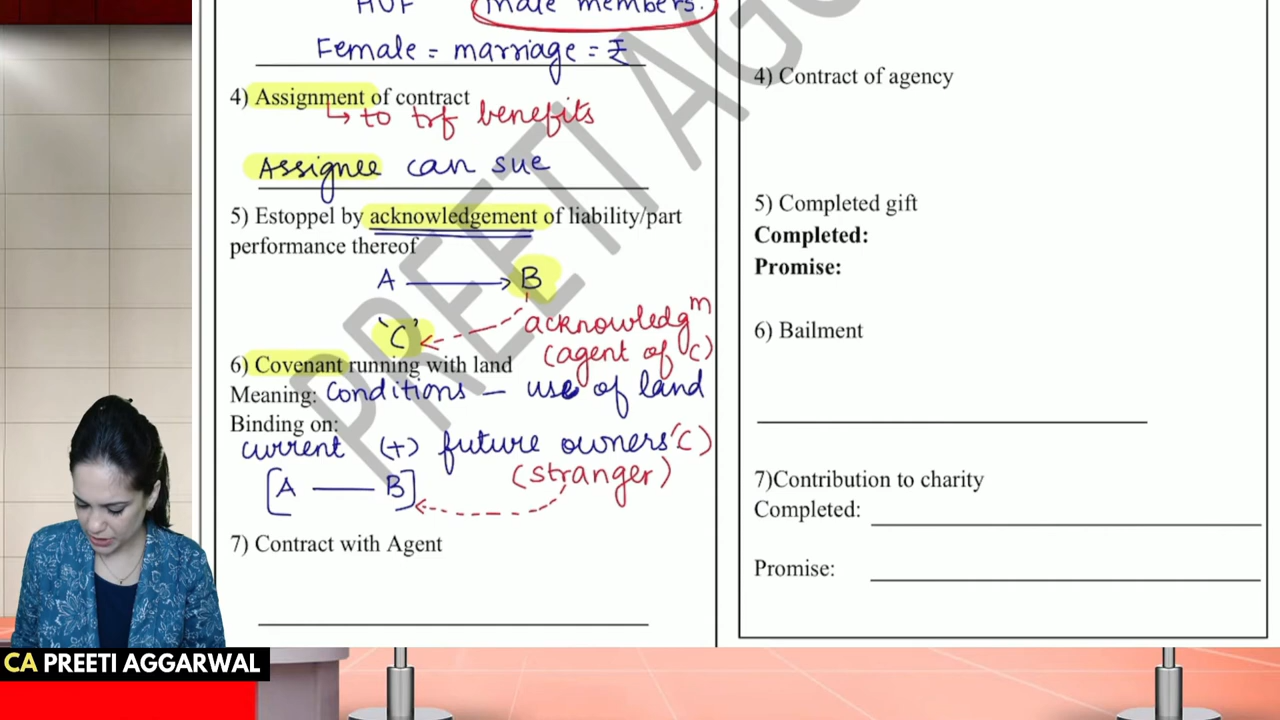 HUF (male members.)
Female = marriage = ₹
4) Assignment of contract
↳ to trf benefits
Assignee can sue
5) Estoppel by acknowledgement of liability/part
performance thereof
A → B
'C'
acknowledgm
(agent of C)
6) Covenant running with land
Meaning: conditions – use of land
Binding on:
current (+) future owners 'C)
[A — B] (stranger)
7) Contract with Agent
4) Contract of agency
5) Completed gift
Completed:
Promise:
6) Bailment
7)Contribution to charity
Completed:
Promise:
PREETI AGG
CA PREETI AGGARWAL